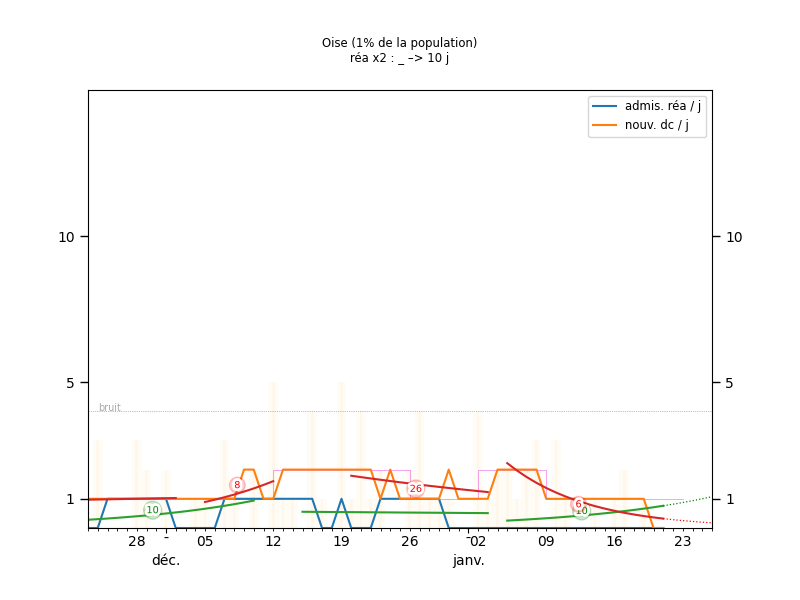 Oise (1% de la population)
réa x2 : _ –> 10 j
admis. réa / j
nouv. dc / j
10
10
5
5
bruit
8
26
1
1
10
6
10
28
05
12
19
26
02
09
16
23
déc.
janv.